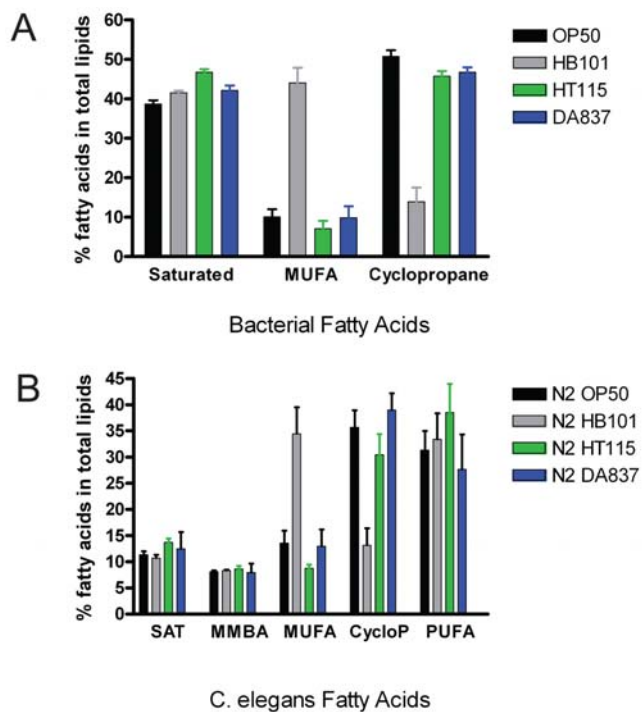 A
% fatty acids in total lipids
60
50
40
30
20
10
0
Saturated MUFA Cyclopropane
OP50
HB101
HT115
DA837
Bacterial Fatty Acids
B
% fatty acids in total lipids
45
40
35
30
25
20
15
10
5
0
SAT MMBA MUFA CycloP PUFA
N2 OP50
N2 HB101
N2 HT115
N2 DA837
C. elegans Fatty Acids